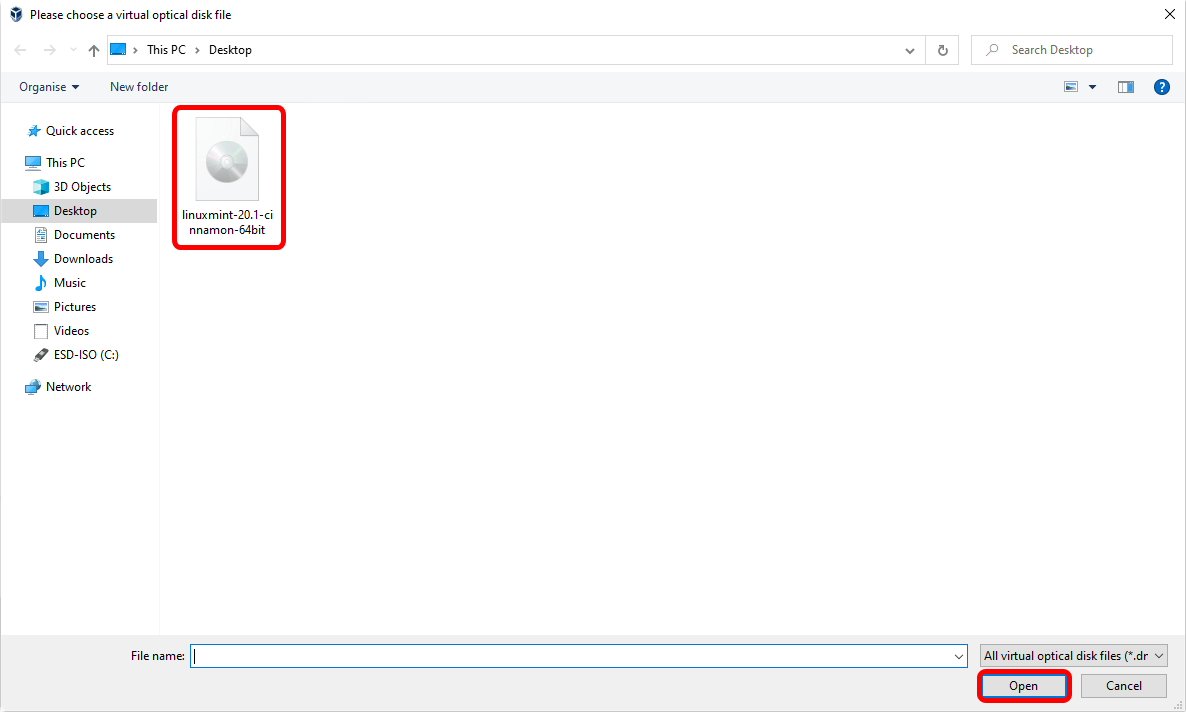 Please choose a virtual optical disk file
This PC
Desktop
Search Desktop
Organise
New folder
?
Quick access
This PC
3D Objects
Desktop
Documents
Downloads
Music
Pictures
Videos
ESD-ISO (C:)
Network
linuxmint-20.1-ci
nnamon-64bit
File name:
All virtual optical disk files (*.dr
Open
Cancel